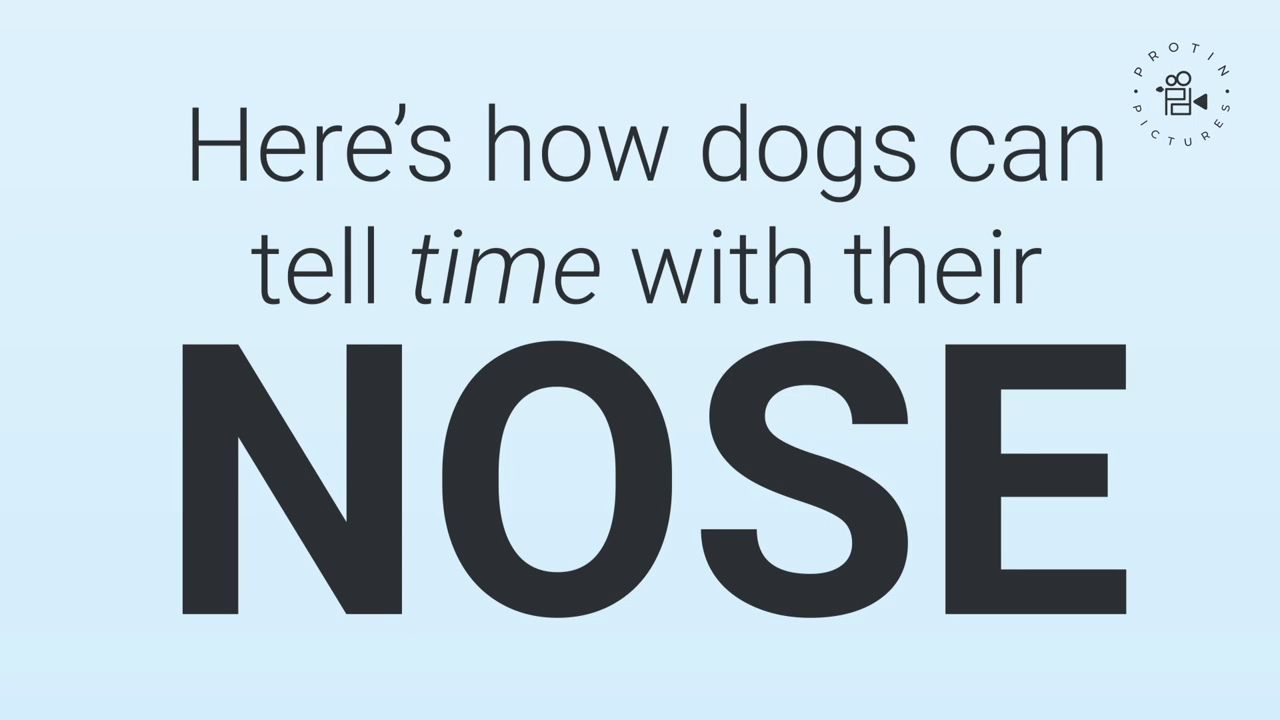 Here’s how dogs can
tell time with their
NOSE
PROTIN
PICTURES